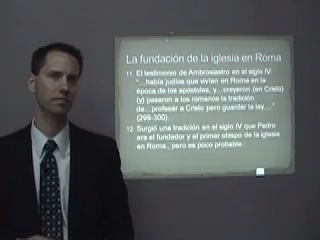 La fundación de la iglesia en Roma
11. El testimonio de Ambrosiastro en el siglo IV:
"...había judíos que vivían en Roma en la
época de los apóstoles, y... creyeron (en Cristo)
(y) pasaron a los romanos la tradición
de...profesar a Cristo pero guardar la ley...."
(299-300).
12. Surgió una tradición en el siglo IV que Pedro
era el fundador y el primer obispo de la iglesia
en Roma., pero es poco probable.